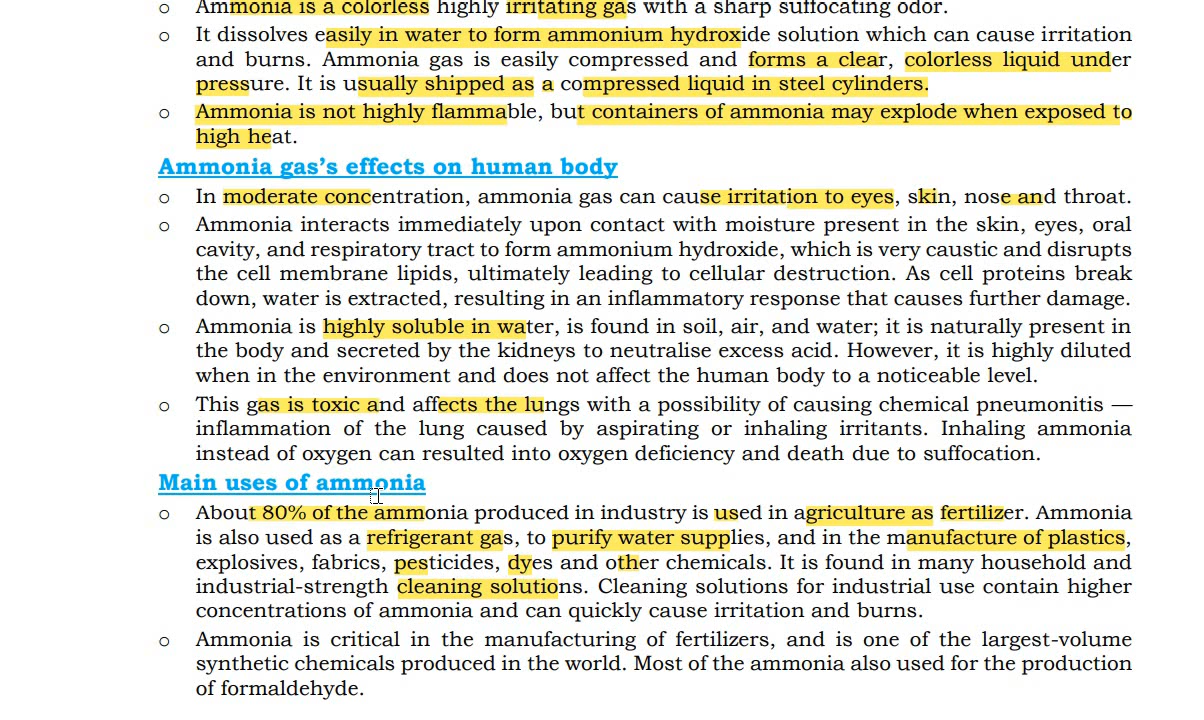 o Ammonia is a colorless highly irritating gas with a sharp suffocating odor.
o It dissolves easily in water to form ammonium hydroxide solution which can cause irritation
and burns. Ammonia gas is easily compressed and forms a clear, colorless liquid under
pressure. It is usually shipped as a compressed liquid in steel cylinders.
o Ammonia is not highly flammable, but containers of ammonia may explode when exposed to
high heat.
Ammonia gas’s effects on human body
o In moderate concentration, ammonia gas can cause irritation to eyes, skin, nose and throat.
o Ammonia interacts immediately upon contact with moisture present in the skin, eyes, oral
cavity, and respiratory tract to form ammonium hydroxide, which is very caustic and disrupts
the cell membrane lipids, ultimately leading to cellular destruction. As cell proteins break
down, water is extracted, resulting in an inflammatory response that causes further damage.
o Ammonia is highly soluble in water, is found in soil, air, and water; it is naturally present in
the body and secreted by the kidneys to neutralise excess acid. However, it is highly diluted
when in the environment and does not affect the human body to a noticeable level.
o This gas is toxic and affects the lungs with a possibility of causing chemical pneumonitis —
inflammation of the lung caused by aspirating or inhaling irritants. Inhaling ammonia
instead of oxygen can resulted into oxygen deficiency and death due to suffocation.
Main uses of ammonia
o About 80% of the ammonia produced in industry is used in agriculture as fertilizer. Ammonia
is also used as a refrigerant gas, to purify water supplies, and in the manufacture of plastics,
explosives, fabrics, pesticides, dyes and other chemicals. It is found in many household and
industrial-strength cleaning solutions. Cleaning solutions for industrial use contain higher
concentrations of ammonia and can quickly cause irritation and burns.
o Ammonia is critical in the manufacturing of fertilizers, and is one of the largest-volume
synthetic chemicals produced in the world. Most of the ammonia also used for the production
of formaldehyde.